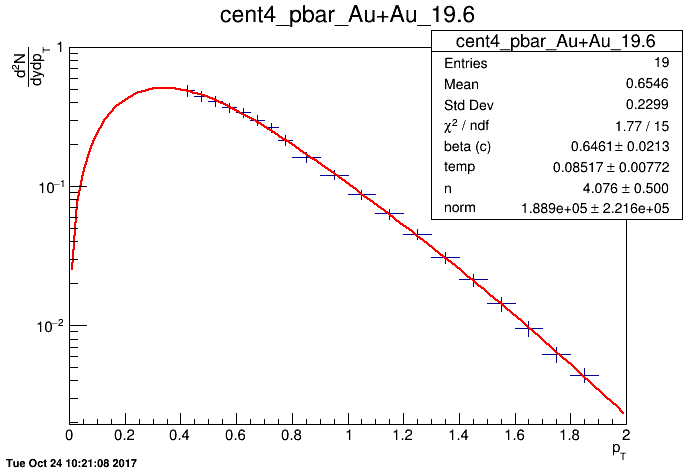 cent4_pbar_Au+Au_19.6
d²N
dydp_T
cent4_pbar_Au+Au_19.6
Entries 19
Mean 0.6546
Std Dev 0.2299
χ² / ndf 1.77 / 15
beta (c) 0.6461 ± 0.0213
temp 0.08517 ± 0.00772
n 4.076 ± 0.500
norm 1.889e+05 ± 2.216e+05
1
10⁻¹
10⁻²
0 0.2 0.4 0.6 0.8 1 1.2 1.4 1.6 1.8 2
p_T
Tue Oct 24 10:21:08 2017